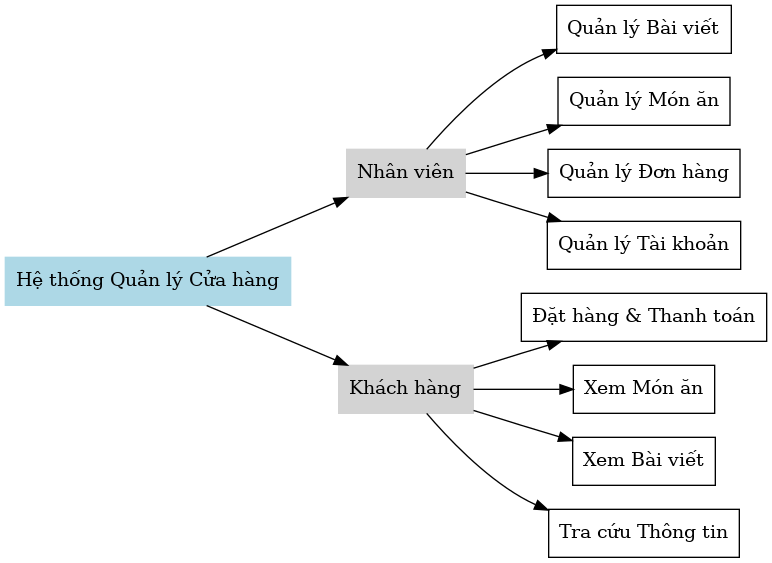 Hệ thống Quản lý Cửa hàng
Nhân viên
Quản lý Bài viết
Quản lý Món ăn
Quản lý Đơn hàng
Quản lý Tài khoản
Khách hàng
Đặt hàng & Thanh toán
Xem Món ăn
Xem Bài viết
Tra cứu Thông tin